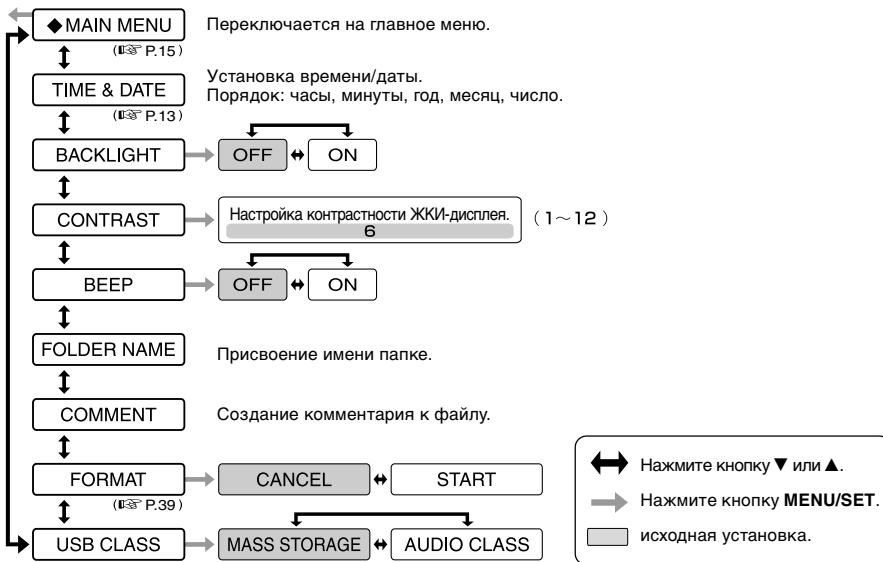 ◆MAIN MENU
Переключается на главное меню.
(☞ P.15)
TIME & DATE
Установка времени/даты.
Порядок: часы, минуты, год, месяц, число.
(☞ P.13)
BACKLIGHT OFF ON
CONTRAST
Настройка контрастности ЖКИ-дисплея.
6
(1~12)
BEEP OFF ON
FOLDER NAME
Присвоение имени папке.
COMMENT
Создание комментария к файлу.
FORMAT CANCEL START
(☞ P.39)
USB CLASS MASS STORAGE AUDIO CLASS
Нажмите кнопку ▼ или ▲.
Нажмите кнопку MENU/SET.
исходная установка.